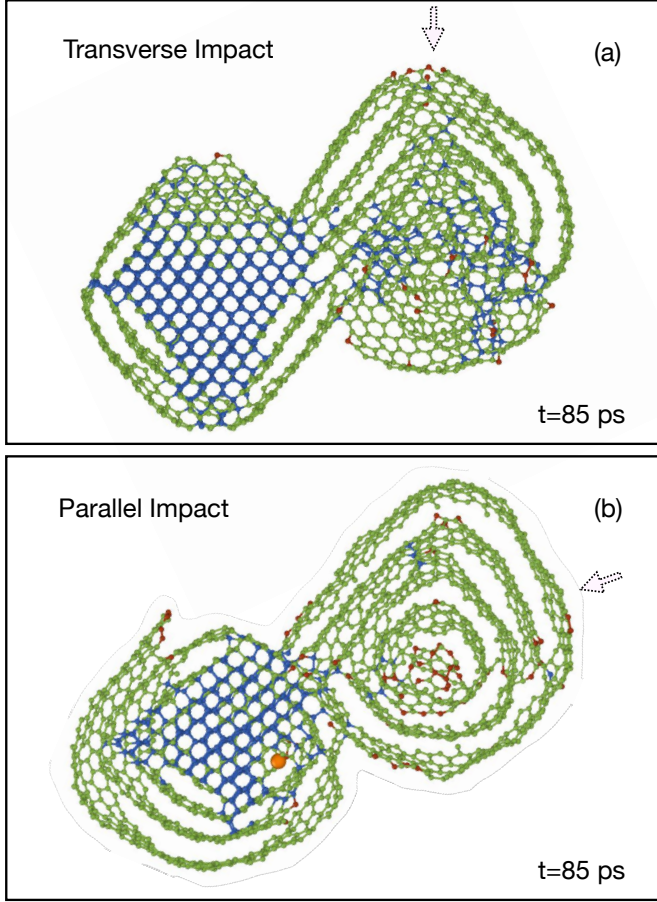 Transverse Impact
(a)
t=85 ps
Parallel Impact
(b)
t=85 ps